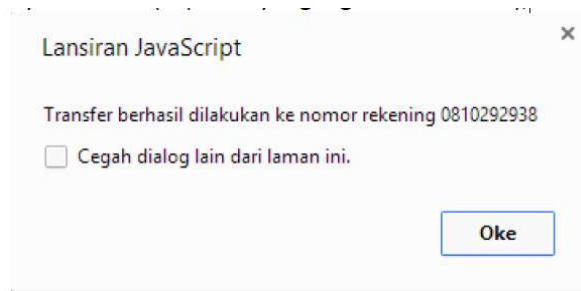 Lansiran JavaScript
Transfer berhasil dilakukan ke nomor rekening 0810292938
Cegah dialog lain dari laman ini.
Oke